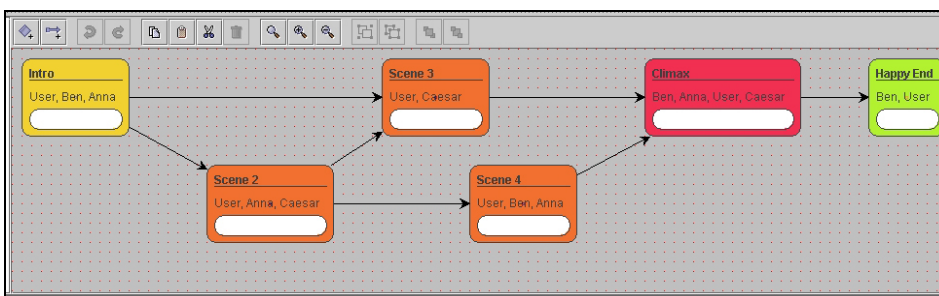 Intro
User, Ben, Anna
Scene 3
User, Caesar
Climax
Ben, Anna, User, Caesar
Happy End
Ben, User
Scene 2
User, Anna, Caesar
Scene 4
User, Ben, Anna